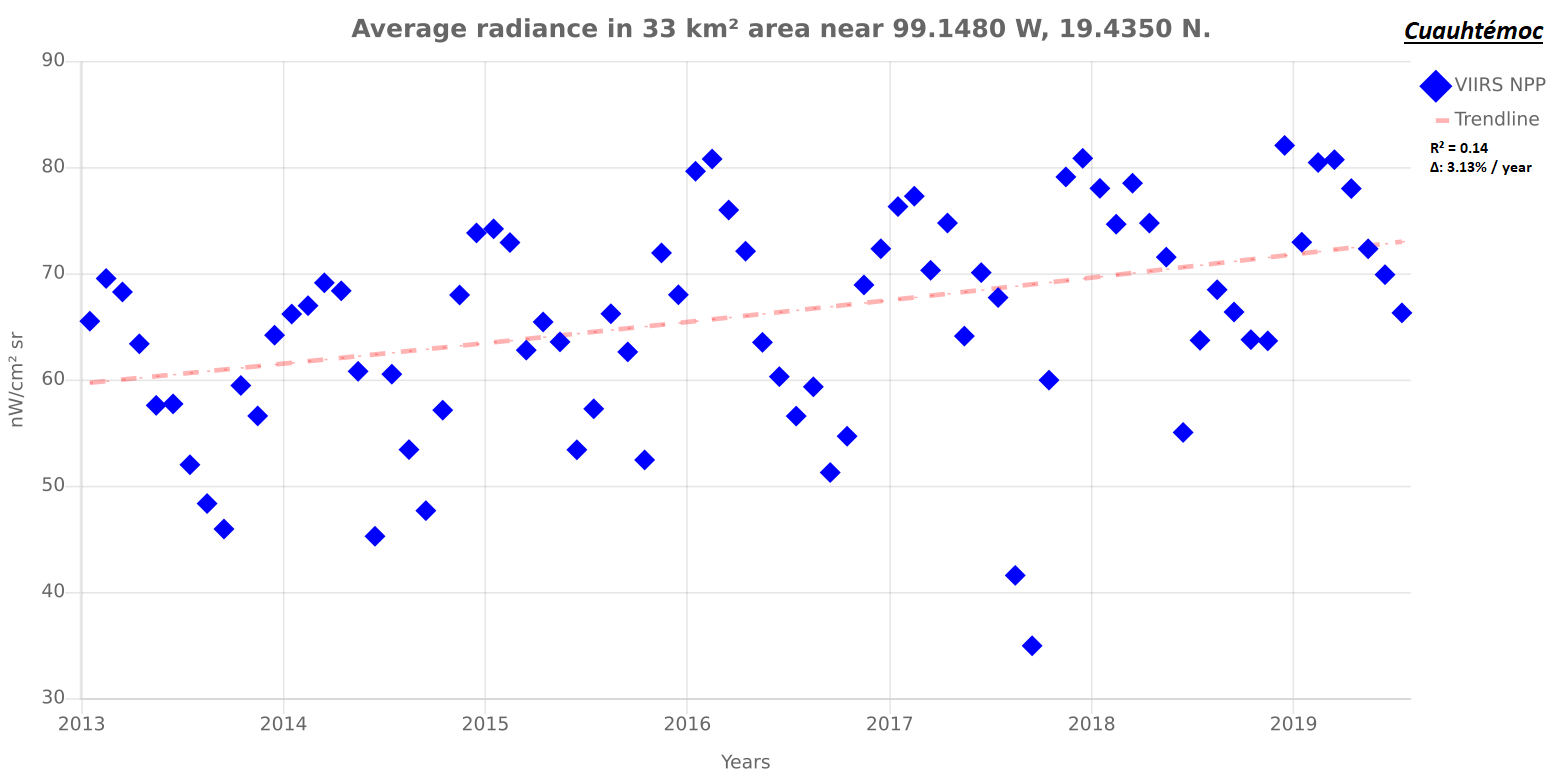 Average radiance in 33 km² area near 99.1480 W, 19.4350 N.
Cuauhtémoc
VIIRS NPP
Trendline
R² = 0.14
Δ: 3.13% / year
90
80
70
60
50
40
30
nW/cm² sr
2013 2014 2015 2016 2017 2018 2019
Years